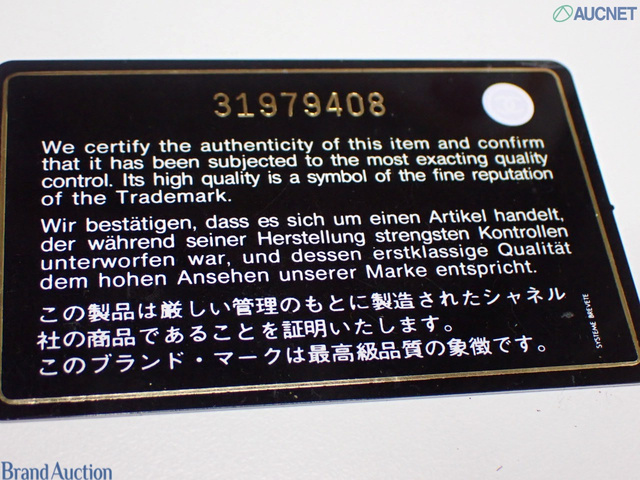 AUCNET
31979408
We certify the authenticity of this item and confirm
that it has been subjected to the most exacting quality
control. Its high quality is a symbol of the fine reputation
of the Trademark.
Wir bestätigen, dass es sich um einen Artikel handelt,
der während seiner Herstellung strengsten Kontrollen
unterworfen war, und dessen erstklassige Qualität
dem hohen Ansehen unserer Marke entspricht.
この製品は厳しい管理のもとに製造されたシャネル
社の商品であることを証明いたします。
このブランド・マークは最高級品質の象徴です。
SYSTEME BREVETE
Brand Auction